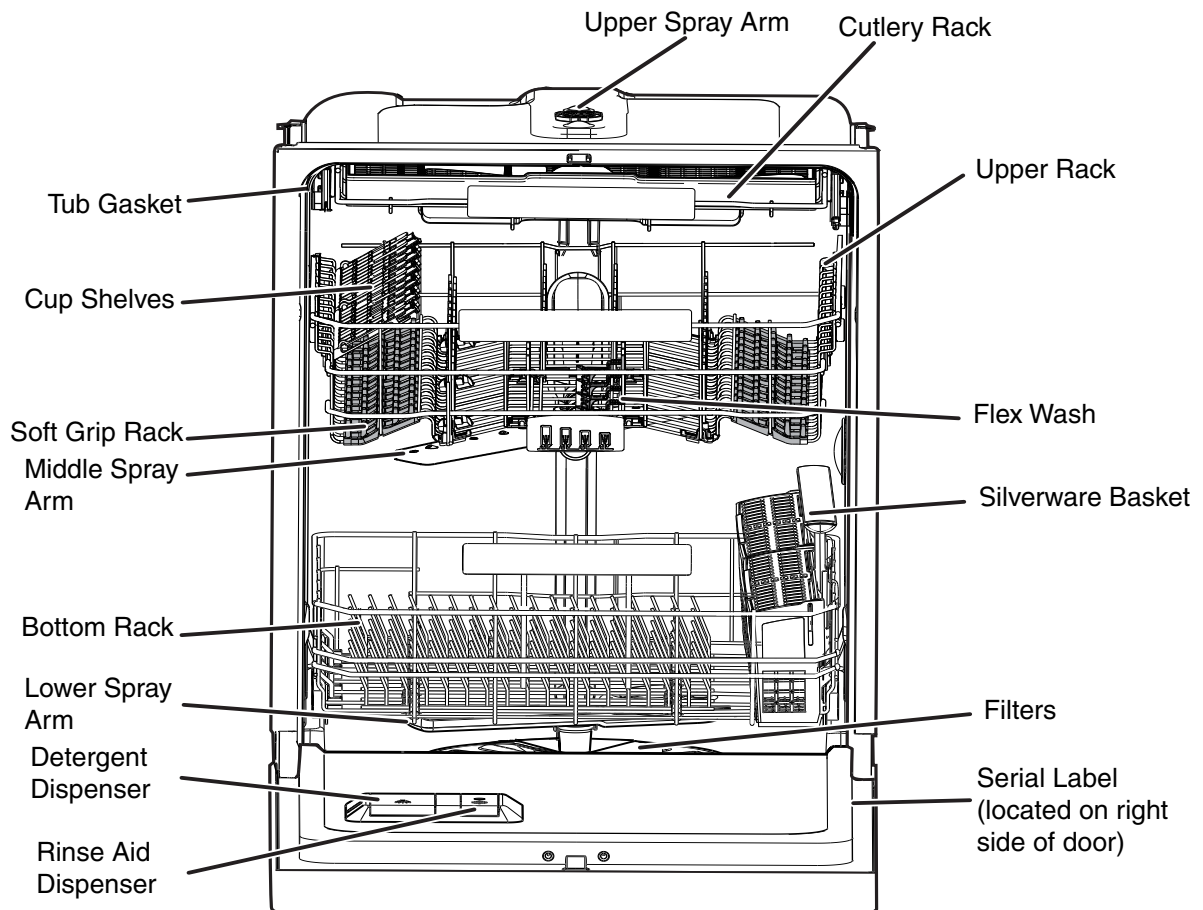 Upper Spray Arm
Cutlery Rack
Upper Rack
Tub Gasket
Cup Shelves
Flex Wash
Soft Grip Rack
Middle Spray
Arm
Silverware Basket
Bottom Rack
Lower Spray
Arm
Filters
Detergent
Dispenser
Serial Label
(located on right
side of door)
Rinse Aid
Dispenser